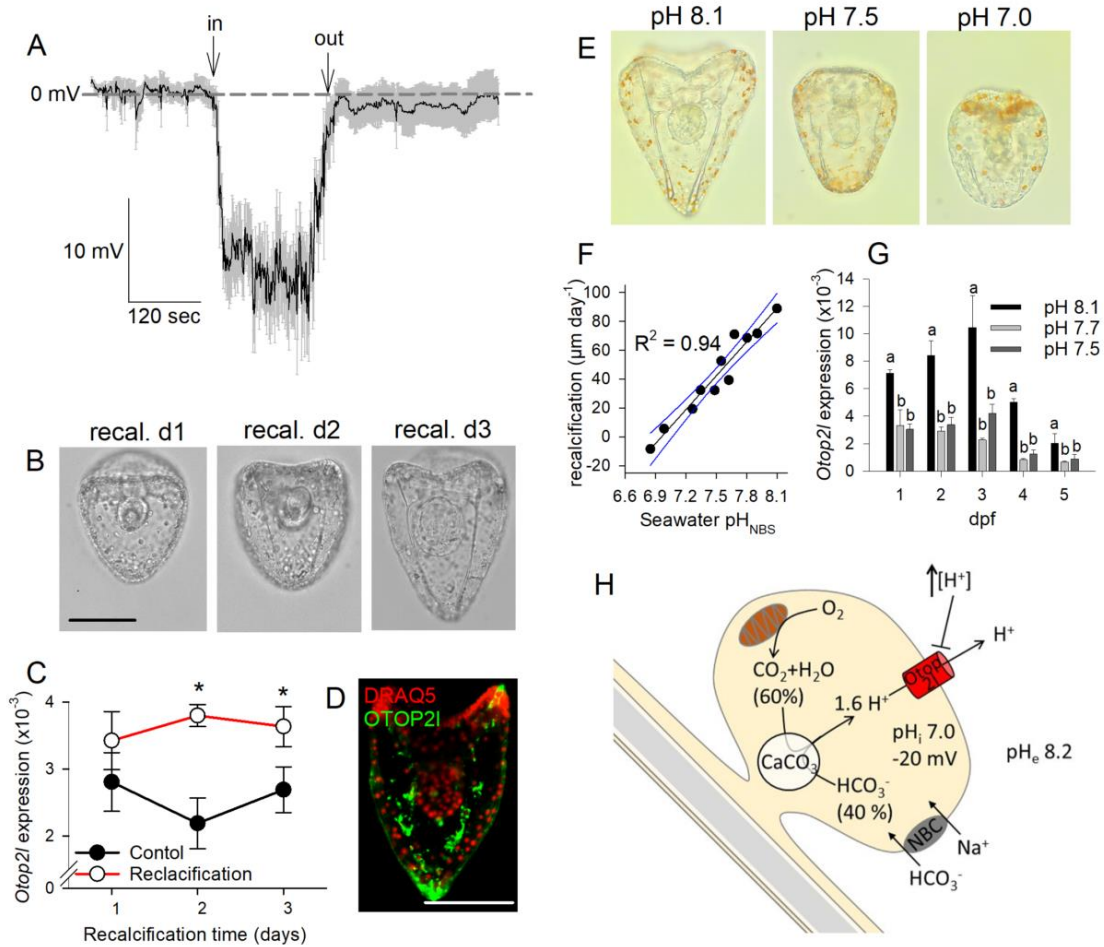 A
in
out
0 mV
10 mV
120 sec
B
recal. d1
recal. d2
recal. d3
C
Otop2l expression (x10-3)
4
3
2
0
*
*
Contol
Reclacification
1
2
3
Recalcification time (days)
D
DRAQ5
OTOP2l
E
pH 8.1
pH 7.5
pH 7.0
F
recalcification (µm day-1)
100
80
60
40
20
0
-20
R2 = 0.94
6.6
6.9
7.2
7.5
7.8
8.1
Seawater pHNBS
G
Otop2l expression (x10-3)
14
12
10
8
6
4
2
0
a
b
b
a
b
b
a
b
b
a
b
b
a
b
b
pH 8.1
pH 7.7
pH 7.5
1
2
3
4
5
dpf
H
[H+]
H+
O2
Otop
2l
CO2+H2O
(60%)
1.6 H+
pHi 7.0
-20 mV
pHe 8.2
CaCO3
HCO3-
(40 %)
NBC
Na+
HCO3-